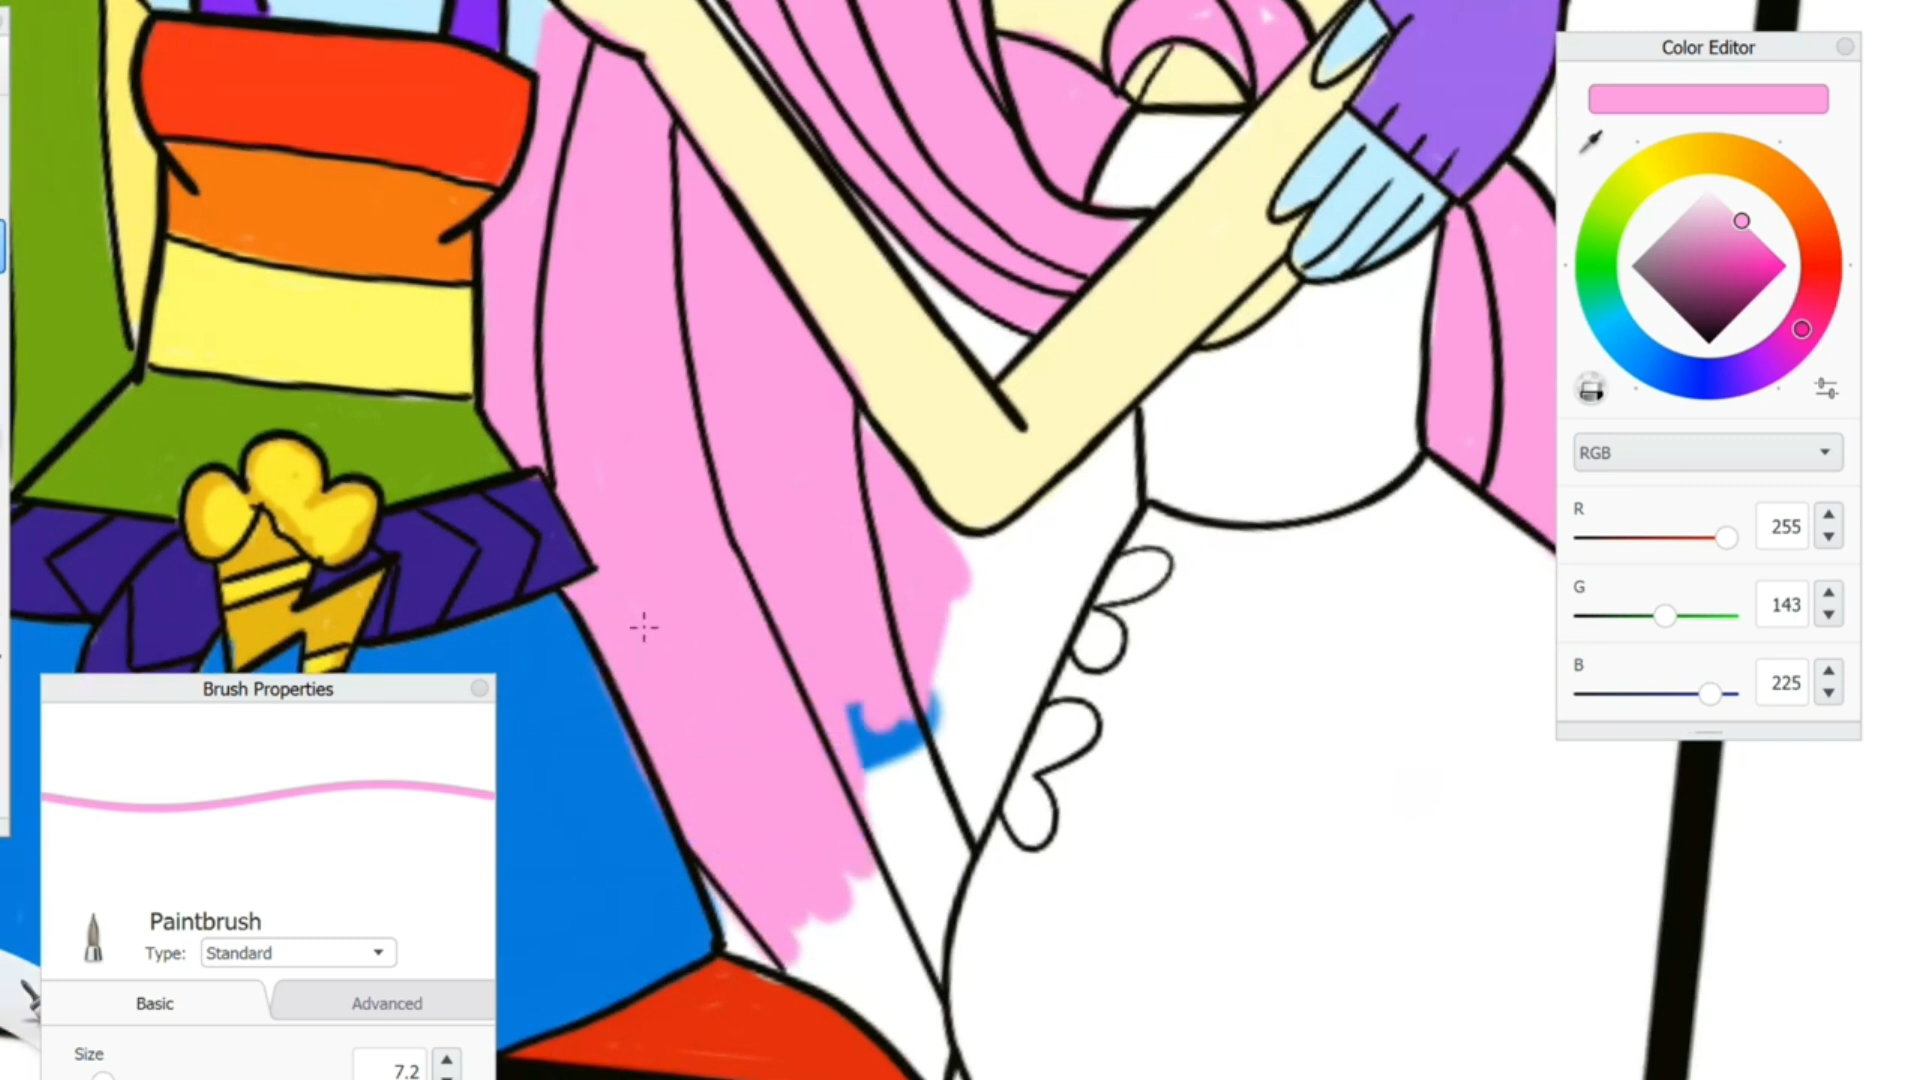 Color Editor
RGB
R
255
G
143
B
225
Brush Properties
Paintbrush
Type: Standard
Basic
Advanced
Size
7.2